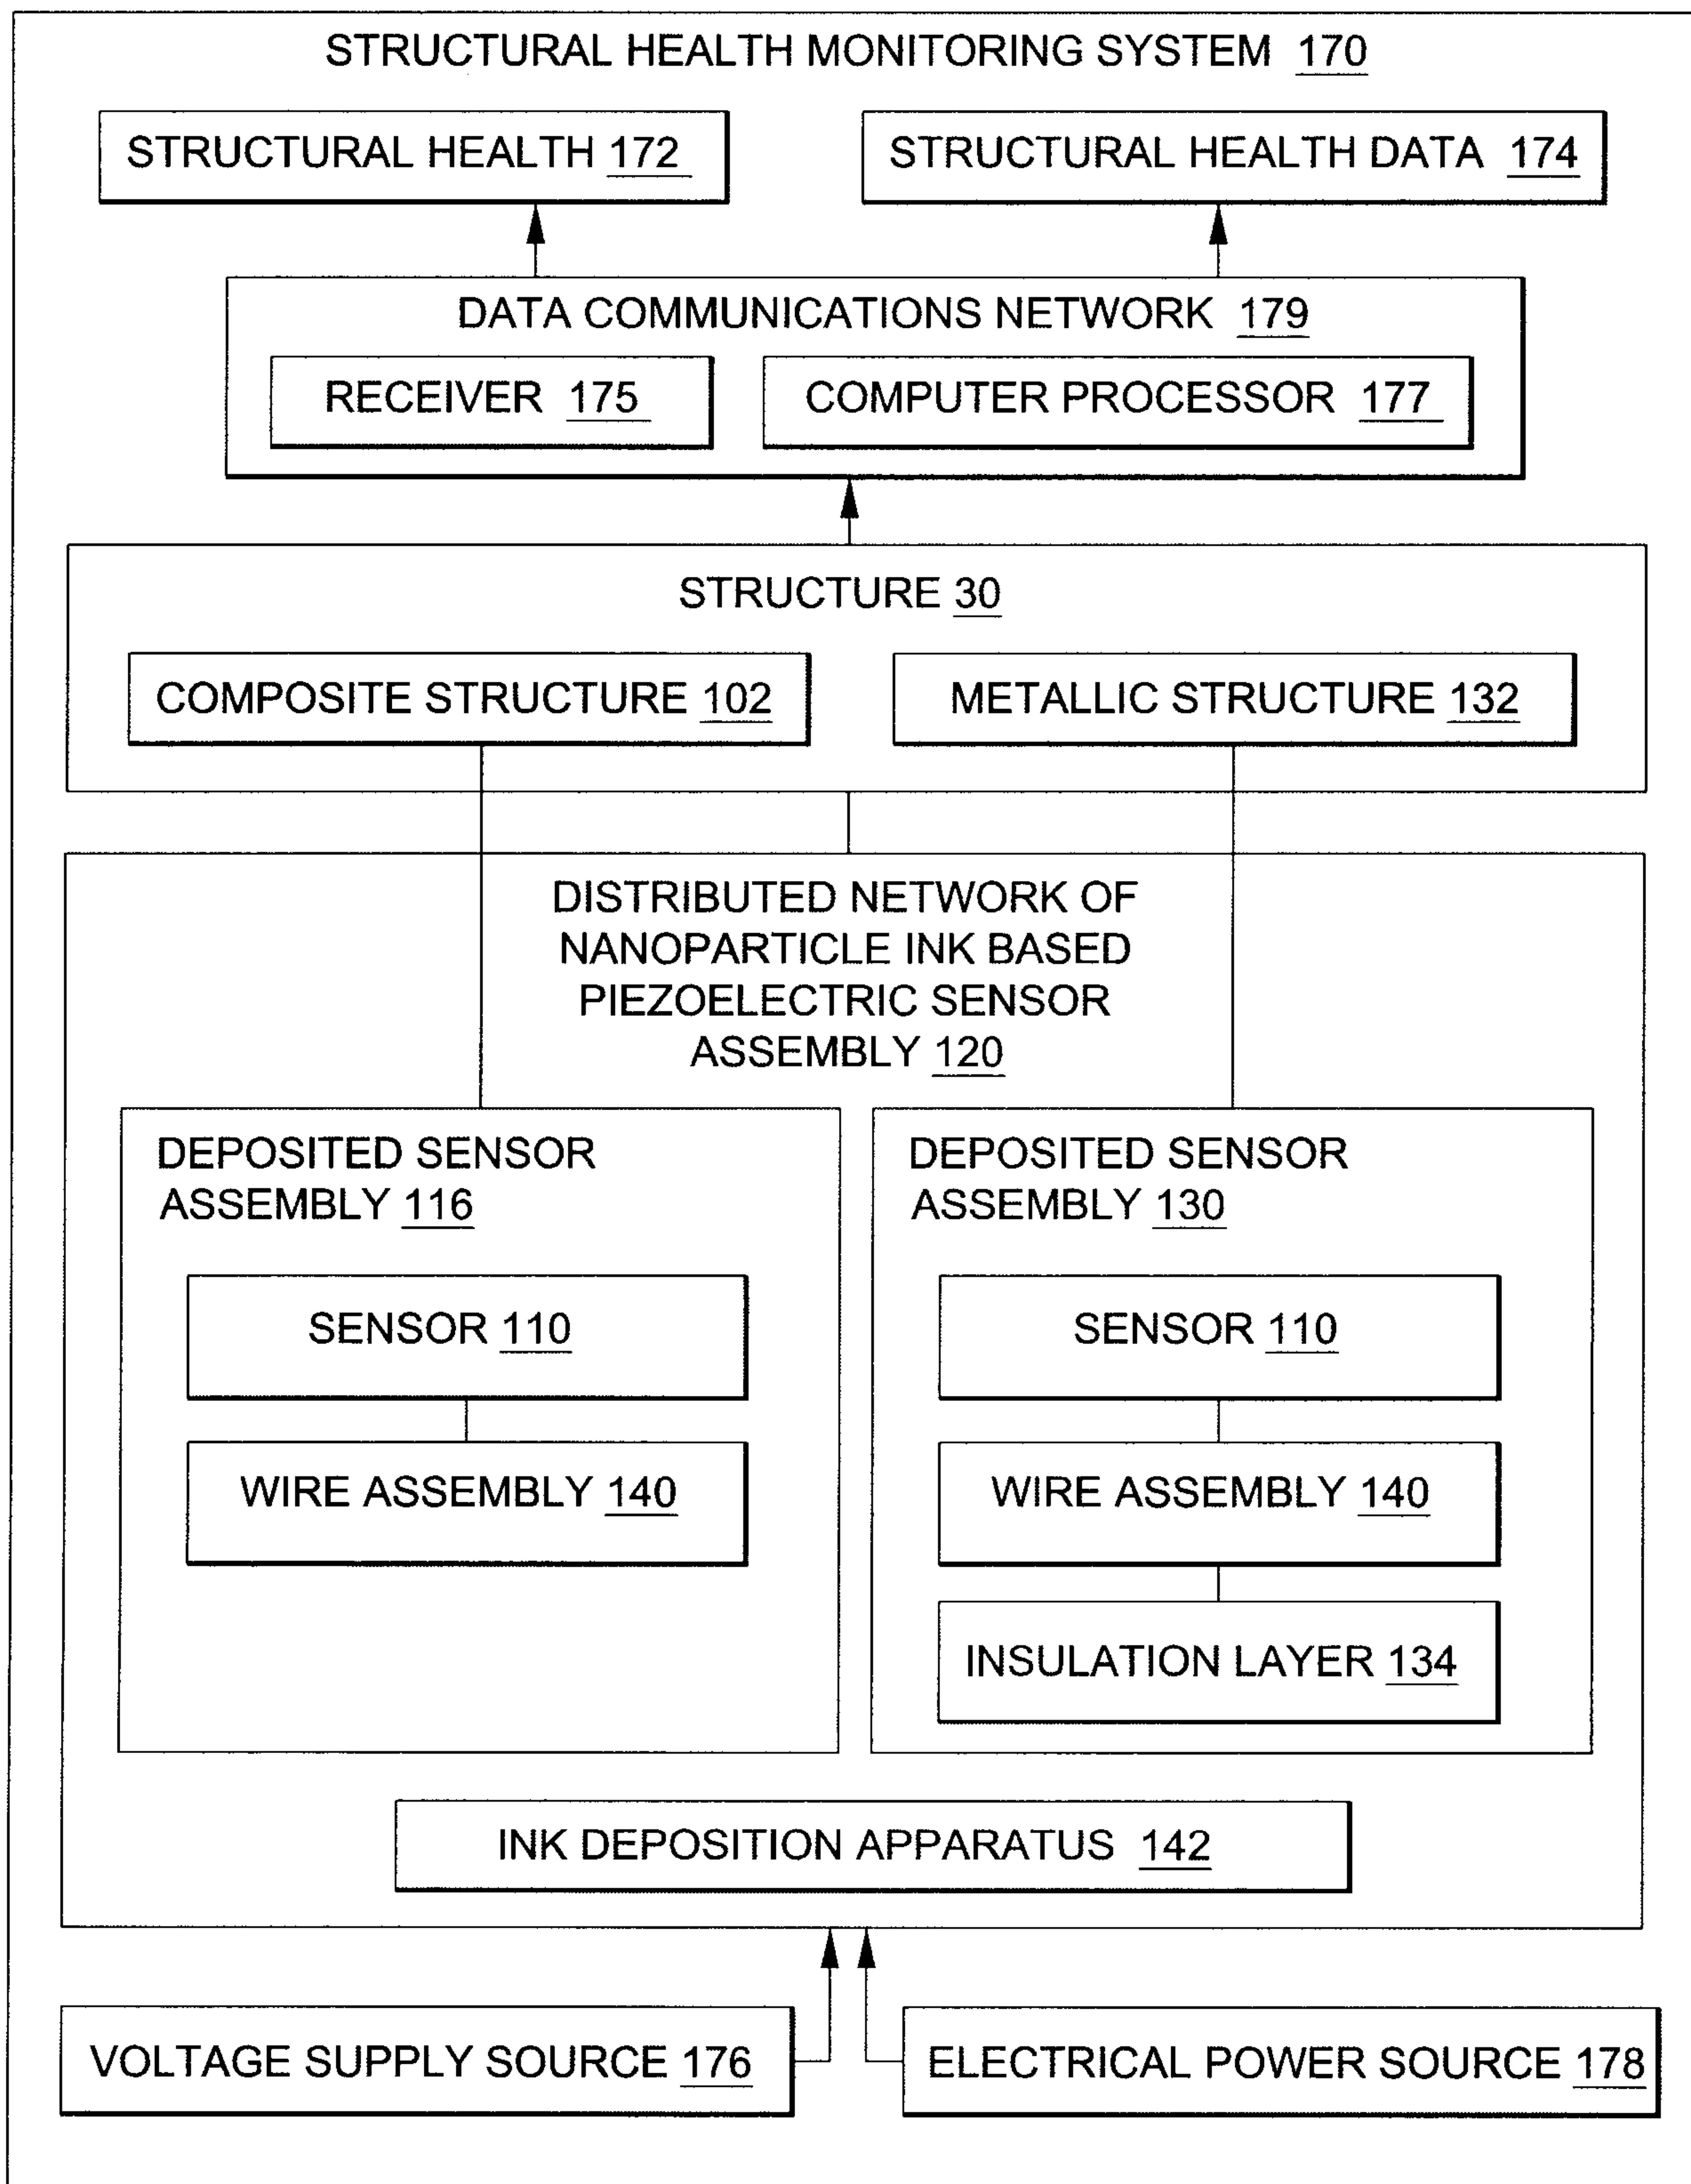 STRUCTURAL HEALTH MONITORING SYSTEM 170
STRUCTURAL HEALTH 172
STRUCTURAL HEALTH DATA 174
DATA COMMUNICATIONS NETWORK 179
RECEIVER 175
COMPUTER PROCESSOR 177
STRUCTURE 30
COMPOSITE STRUCTURE 102
METALLIC STRUCTURE 132
DISTRIBUTED NETWORK OF
NANOPARTICLE INK BASED
PIEZOELECTRIC SENSOR
ASSEMBLY 120
DEPOSITED SENSOR
ASSEMBLY 116
SENSOR 110
WIRE ASSEMBLY 140
DEPOSITED SENSOR
ASSEMBLY 130
SENSOR 110
WIRE ASSEMBLY 140
INSULATION LAYER 134
INK DEPOSITION APPARATUS 142
VOLTAGE SUPPLY SOURCE 176
ELECTRICAL POWER SOURCE 178